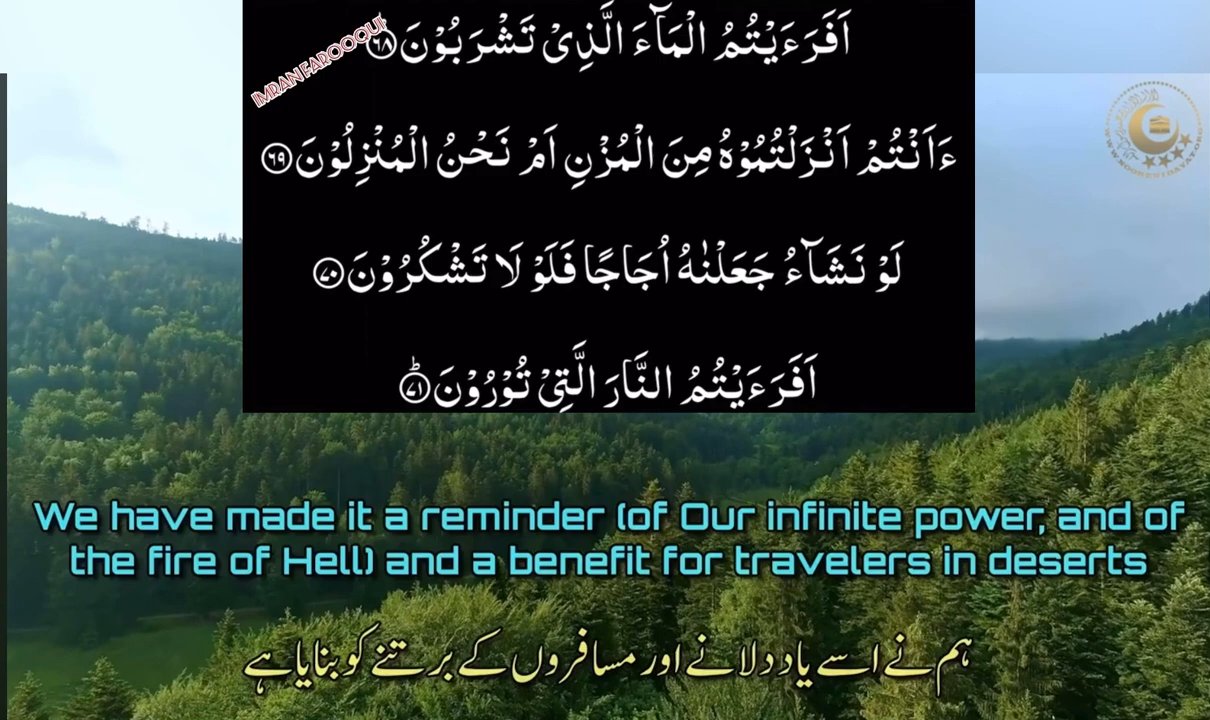 اَفَرَءَيْتُمُ الْمَآءَ الَّذِىْ تَشْرَبُوْنَ ۶۸
IMRAN FAROOQUI
ءَاَنْتُمْ اَنْزَلْتُمُوْهُ مِنَ الْمُزْنِ اَمْ نَحْنُ الْمُنْزِلُوْنَ ۶۹
لَوْ نَشَآءُ جَعَلْنٰهُ اُجَاجًا فَلَوْ لَا تَشْكُرُوْنَ ۷۰
اَفَرَءَيْتُمُ النَّارَ الَّتِىْ تُوْرُوْنَ ۷۱
We have made it a reminder (of Our infinite power, and of
the fire of Hell) and a benefit for travelers in deserts
ہم نے اسے یاد دلانے اور مسافروں کے برتنے کو بنایا ہے